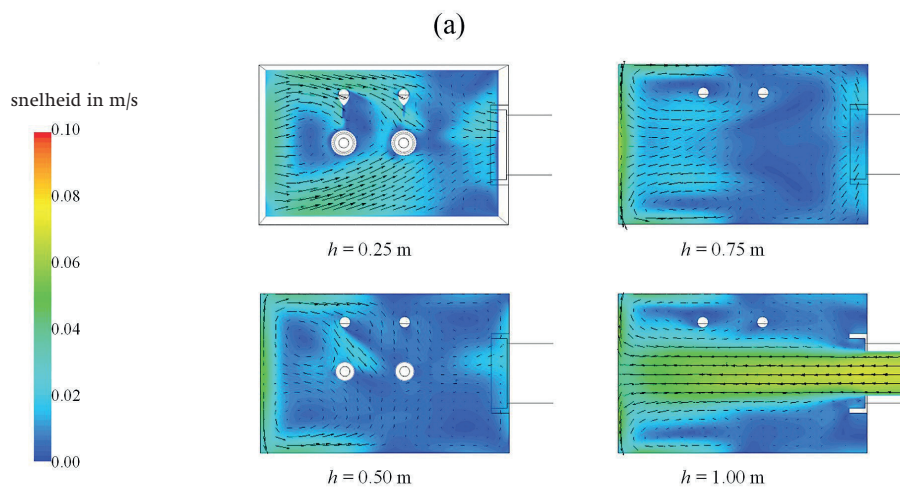 (a)
snelheid in m/s
0.10
0.08
0.06
0.04
0.02
0.00
h = 0.25 m
h = 0.75 m
h = 0.50 m
h = 1.00 m